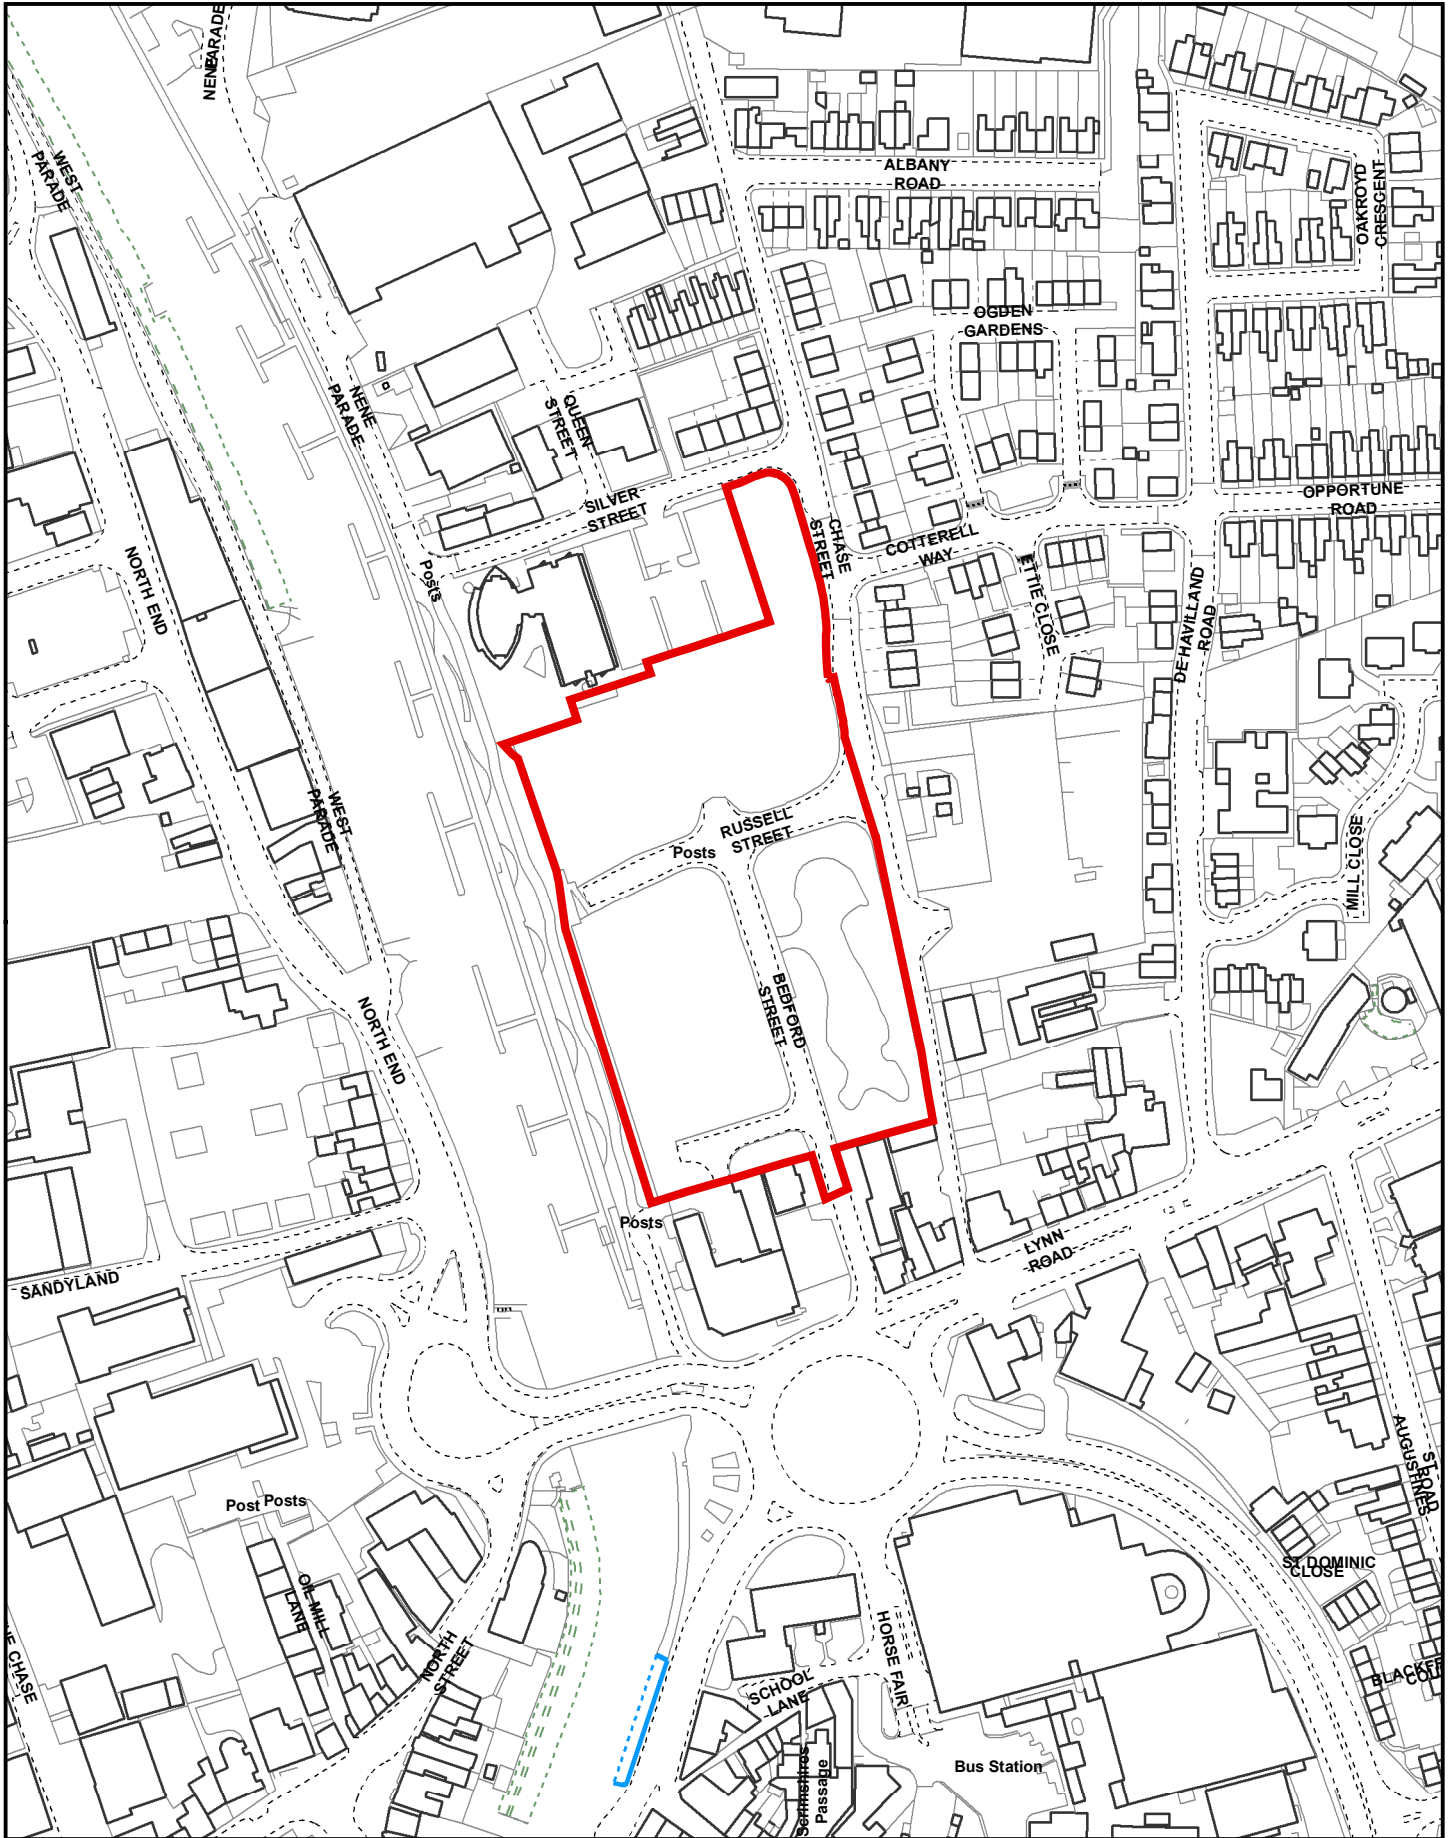 NENE
PARADE
WEST
PARADE
ALBANY
ROAD
OAKROYD
CRESCENT
OGDEN
GARDENS
NENE
PARADE
QUEEN
STREET
SILVER
STREET
OPPORTUNE
ROAD
CHASE
STREET
COTTERELL
WAY
ETTIE CLOSE
Posts
NORTH END
DE HAVILLAND
ROAD
WEST
PARADE
RUSSELL
STREET
Posts
MILL CLOSE
BEDFORD
STREET
NORTH END
Posts
LYNN
ROAD
SANDYLAND
ST
AUGUSTINES
ROAD
Post
Posts
ST DOMINIC
CLOSE
OIL MILL
LANE
NORTH
STREET
HORSE FAIR
SCHOOL
LANE
CHASE
Scrimshires
Passage
Bus Station